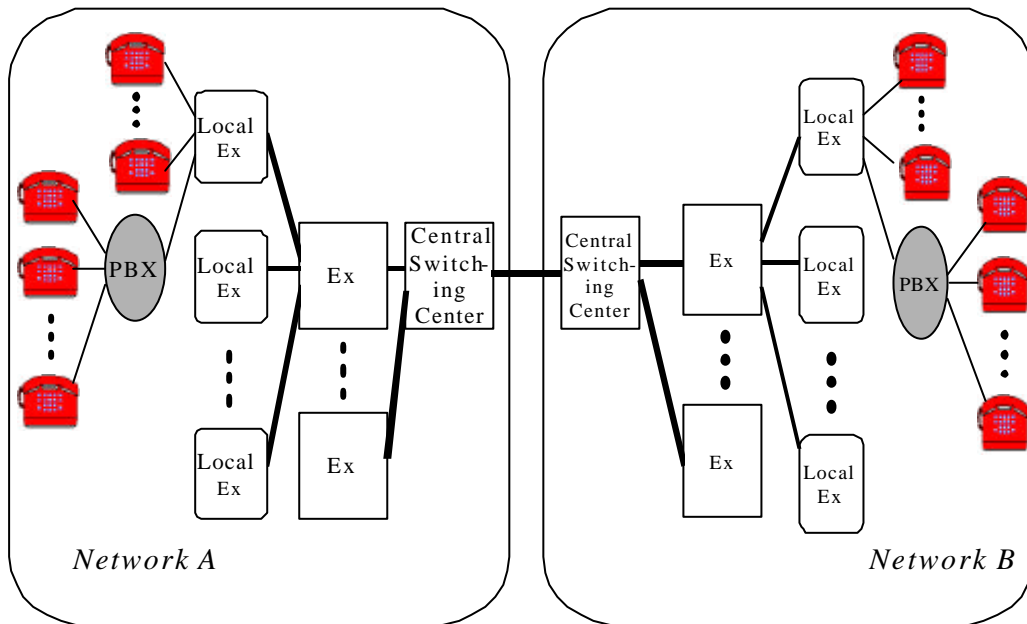 Local
Ex
PBX
Local
Ex
Local
Ex
Ex
Ex
Central
Switch-
ing
Center
Network A
Central
Switch-
ing
Center
Ex
Ex
Local
Ex
Local
Ex
Local
Ex
PBX
Network B